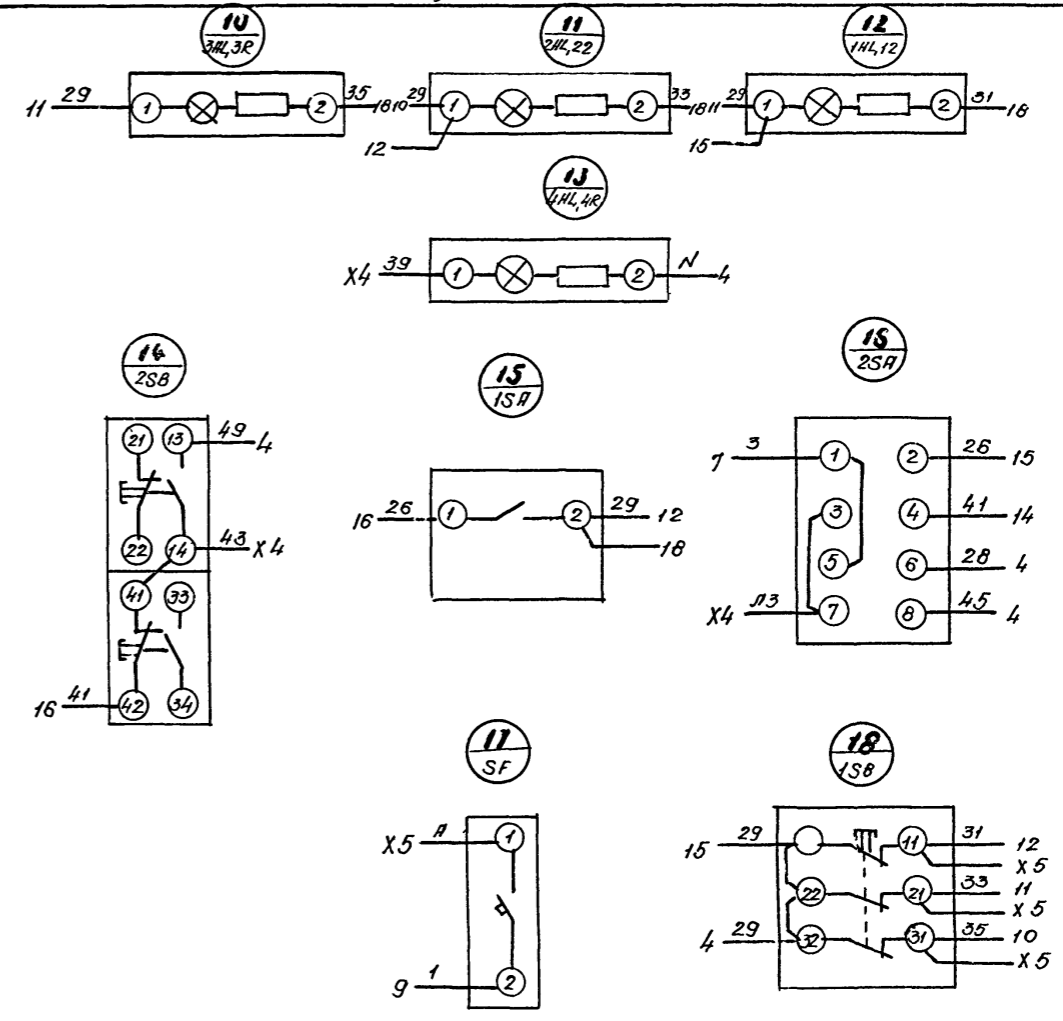 10
3HL,3R
11
2HL,22
12
1HL,12
11 29 1 2 35 18
10 29 1 2 33 18
12
11 29 1 2 31 18
15
13
4HL,4R
X4 39 1 2 N 4
14
2SB
21 13 49 4
22 14 43 X4
41 33
16 41 42 34
15
1SA
16 26 1 2 29 12
18
16
2SA
7 3 1 2 26 15
3 4 41 14
5 6 28 4
X4 Л3 7 8 45 4
17
SF
X5 A 1
9 1 2
18
1SB
15 29 11 31 12
X5
22 21 33 11
X5
4 29 32 31 35 10
X5